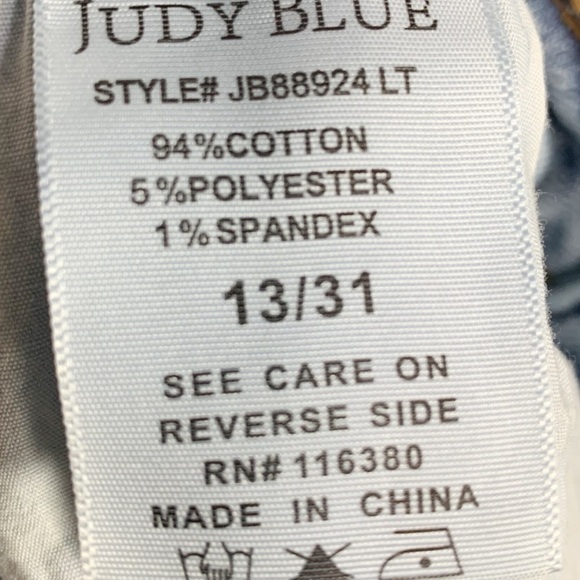 JUDY BLUE
STYLE# JB88924 LT
94%COTTON
5%POLYESTER
1%SPANDEX
13/31
SEE CARE ON
REVERSE SIDE
RN# 116380
MADE IN CHINA